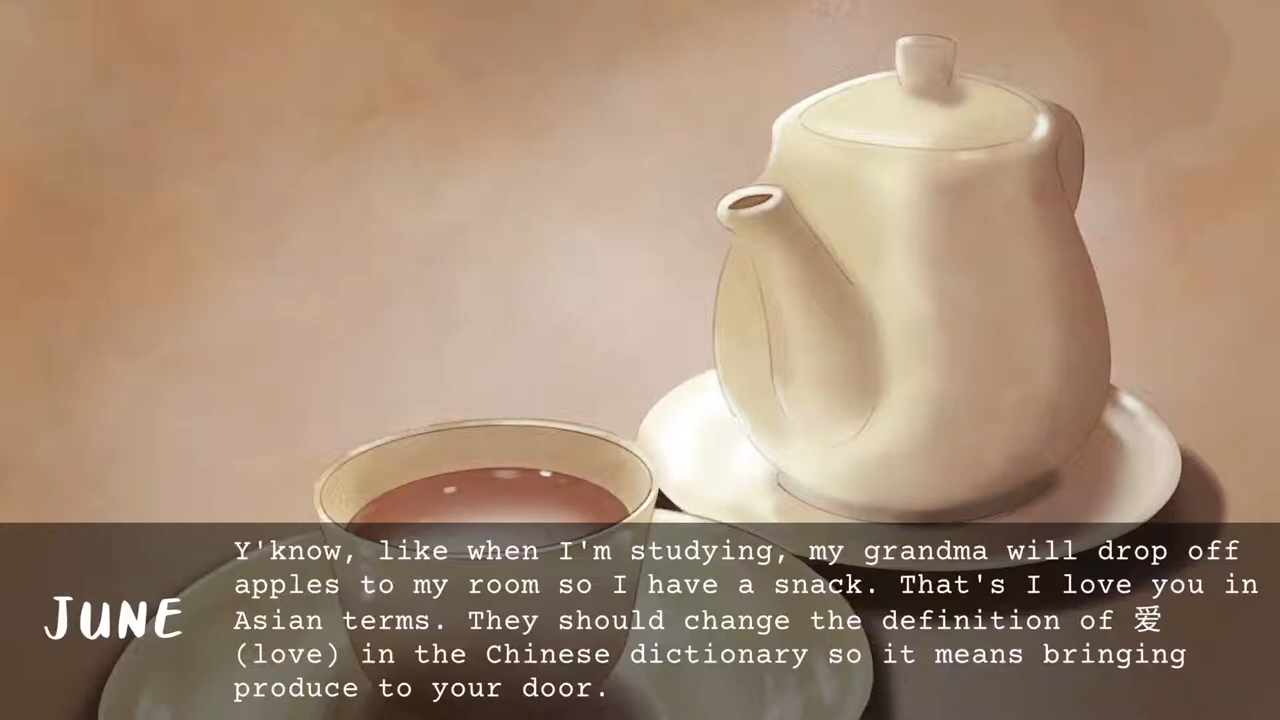 JUNE
Y'know, like when I'm studying, my grandma will drop off
apples to my room so I have a snack. That's I love you in
Asian terms. They should change the definition of 爱
(love) in the Chinese dictionary so it means bringing
produce to your door.